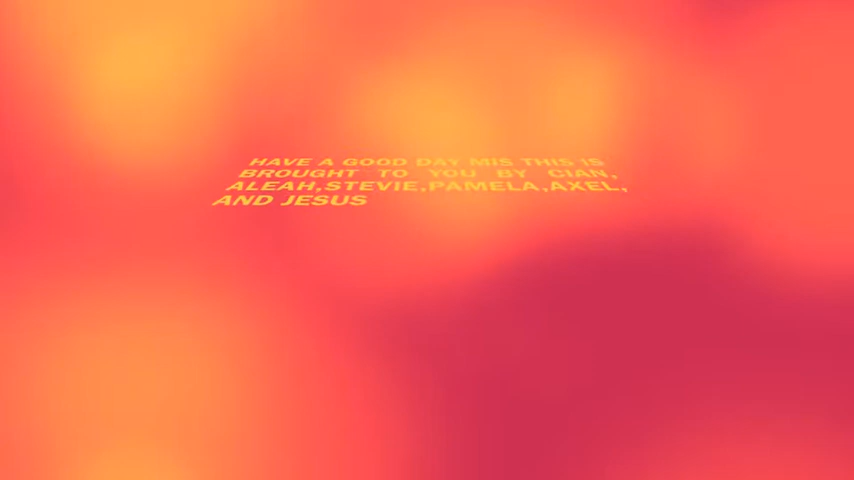 HAVE A GOOD DAY MIS THIS IS
BROUGHT TO YOU BY CIAN,
ALEAH,STEVIE,PAMELA,AXEL,
AND JESUS